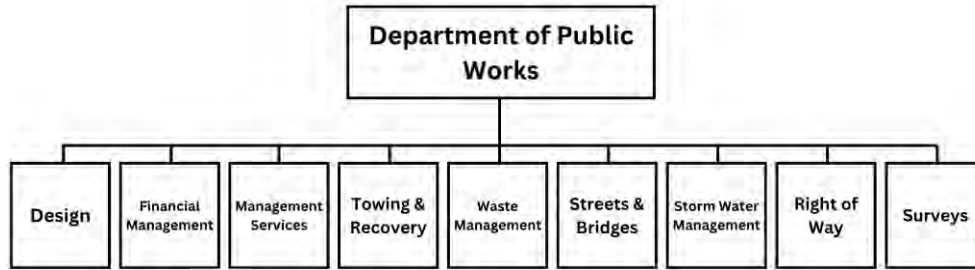 Department of Public
Works
Design
Financial
Management
Management
Services
Towing &
Recovery
Waste
Management
Streets &
Bridges
Storm Water
Management
Right of
Way
Surveys